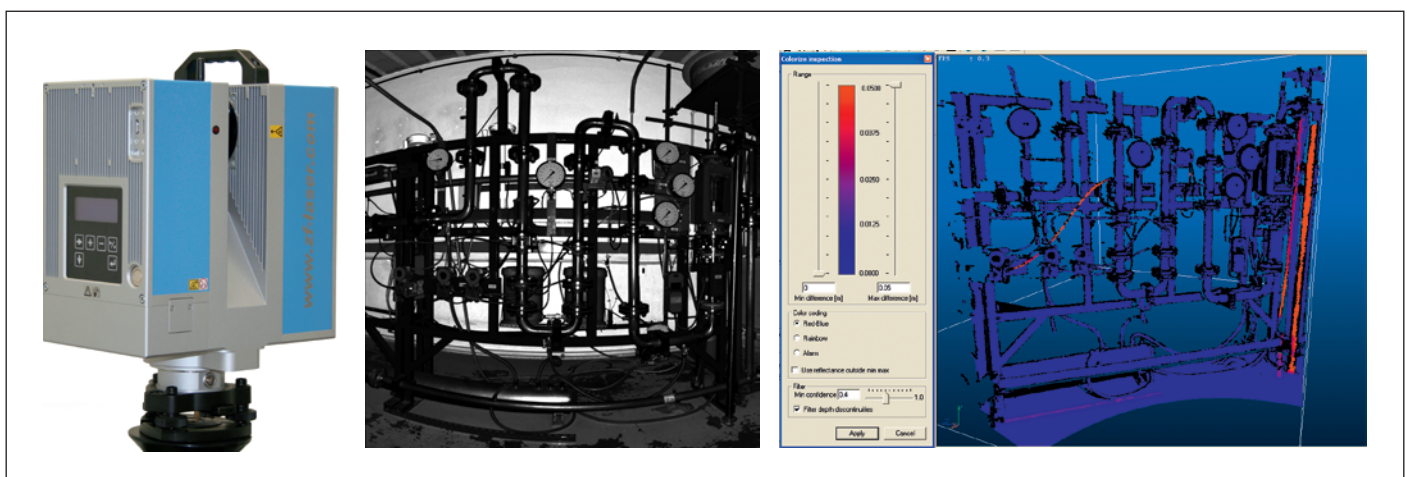 www.zf-laser.com
Colorize inspection
Range
0.0500
0.0375
0.0250
0.0125
0.0000
0
0.05
Min difference [m]
Max difference [m]
Color coding:
Red-Blue
Rainbow
Alarm
Use reflectance outside min max
Filter
Min confidence 0.4
1.0
Filter depth discontinuities
Apply
Cancel